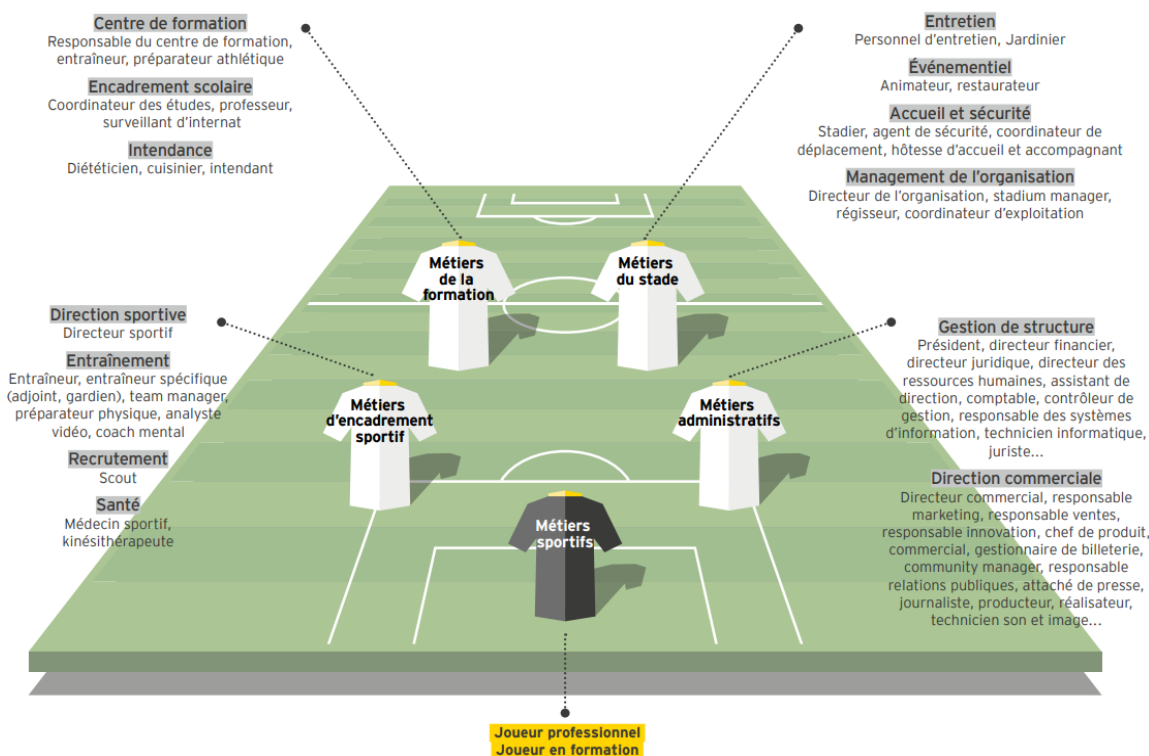 Centre de formation
Responsable du centre de formation,
entraîneur, préparateur athlétique
Encadrement scolaire
Coordinateur des études, professeur,
surveillant d'internat
Intendance
Diététicien, cuisinier, intendant
Entretien
Personnel d'entretien, Jardinier
Événementiel
Animateur, restaurateur
Accueil et sécurité
Stadier, agent de sécurité, coordinateur de
déplacement, hôtesse d'accueil et accompagnant
Management de l'organisation
Directeur de l'organisation, stadium manager,
régisseur, coordinateur d'exploitation
Métiers
de la
formation
Métiers
du stade
Direction sportive
Directeur sportif
Entraînement
Entraîneur, entraîneur spécifique
(adjoint, gardien), team manager,
préparateur physique, analyste
vidéo, coach mental
Recrutement
Scout
Santé
Médecin sportif,
kinésithérapeute
Métiers
d'encadrement
sportif
Métiers
administratifs
Gestion de structure
Président, directeur financier,
directeur juridique, directeur des
ressources humaines, assistant de
direction, comptable, contrôleur de
gestion, responsable des systèmes
d'information, technicien informatique,
juriste...
Direction commerciale
Directeur commercial, responsable
marketing, responsable ventes,
responsable innovation, chef de produit,
commercial, gestionnaire de billeterie,
community manager, responsable
relations publiques, attaché de presse,
journaliste, producteur, réalisateur,
technicien son et image...
Métiers
sportifs
Joueur professionnel
Joueur en formation